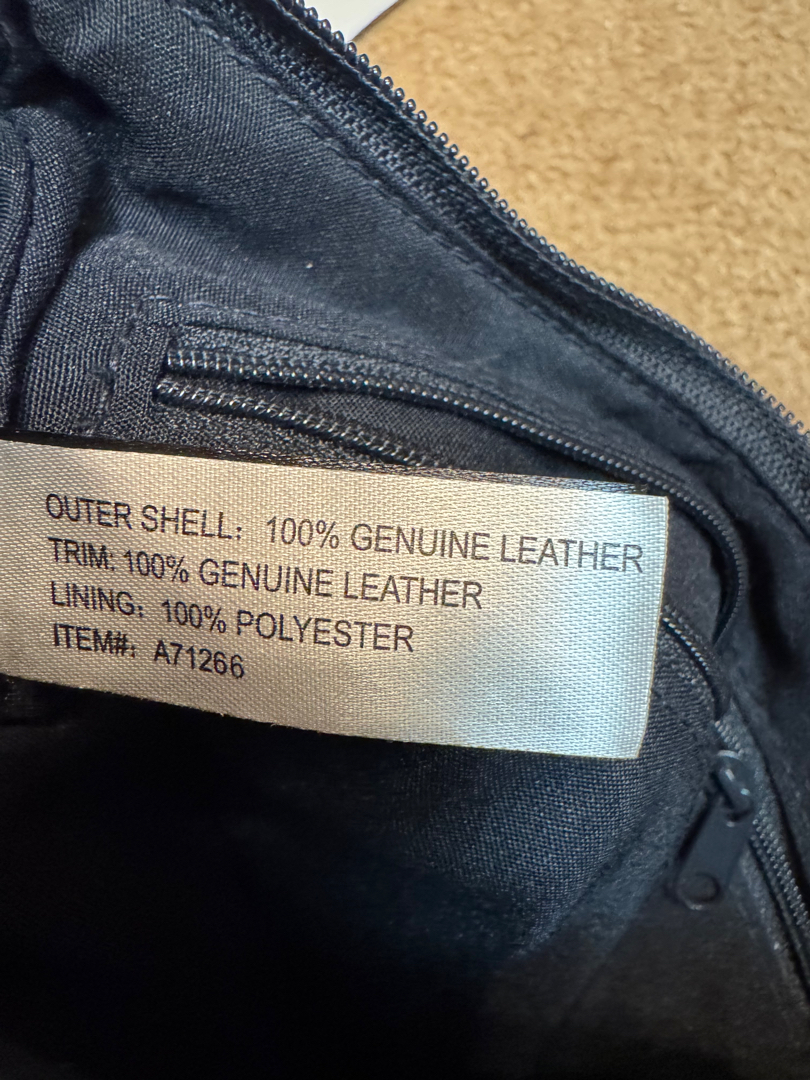 OUTER SHELL: 100% GENUINE LEATHER
TRIM: 100% GENUINE LEATHER
LINING: 100% POLYESTER
ITEM#: A71266